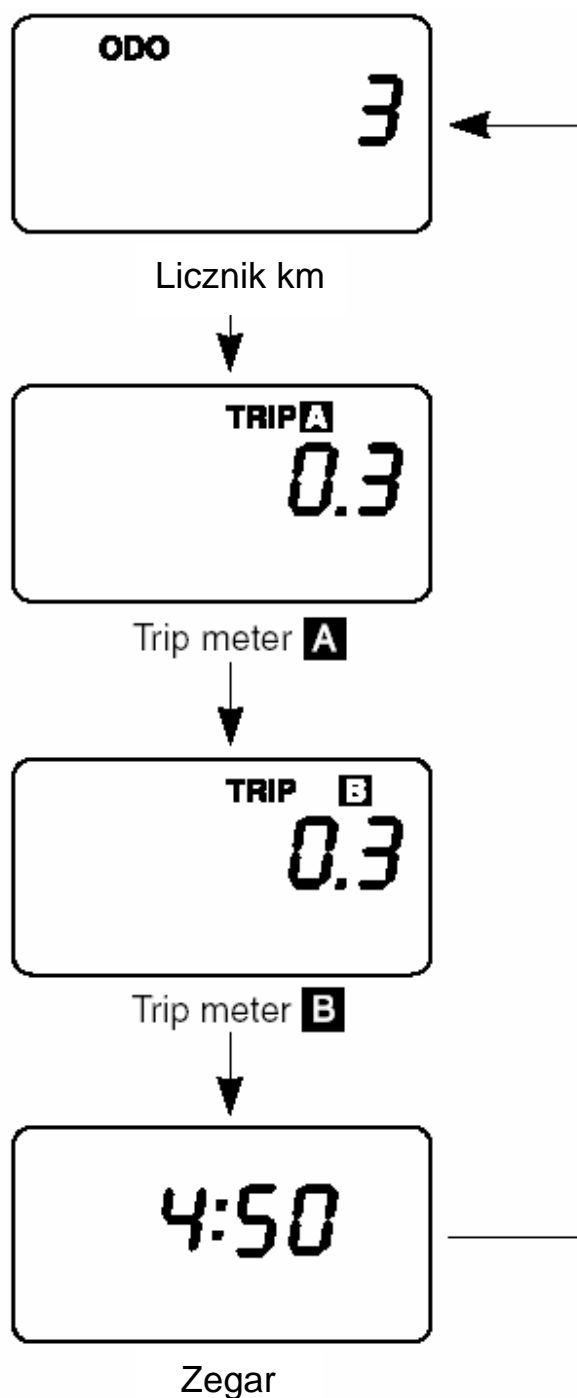 ODO
3
Licznik km
TRIP A
0.3
Trip meter A
TRIP B
0.3
Trip meter B
4:50
Zegar